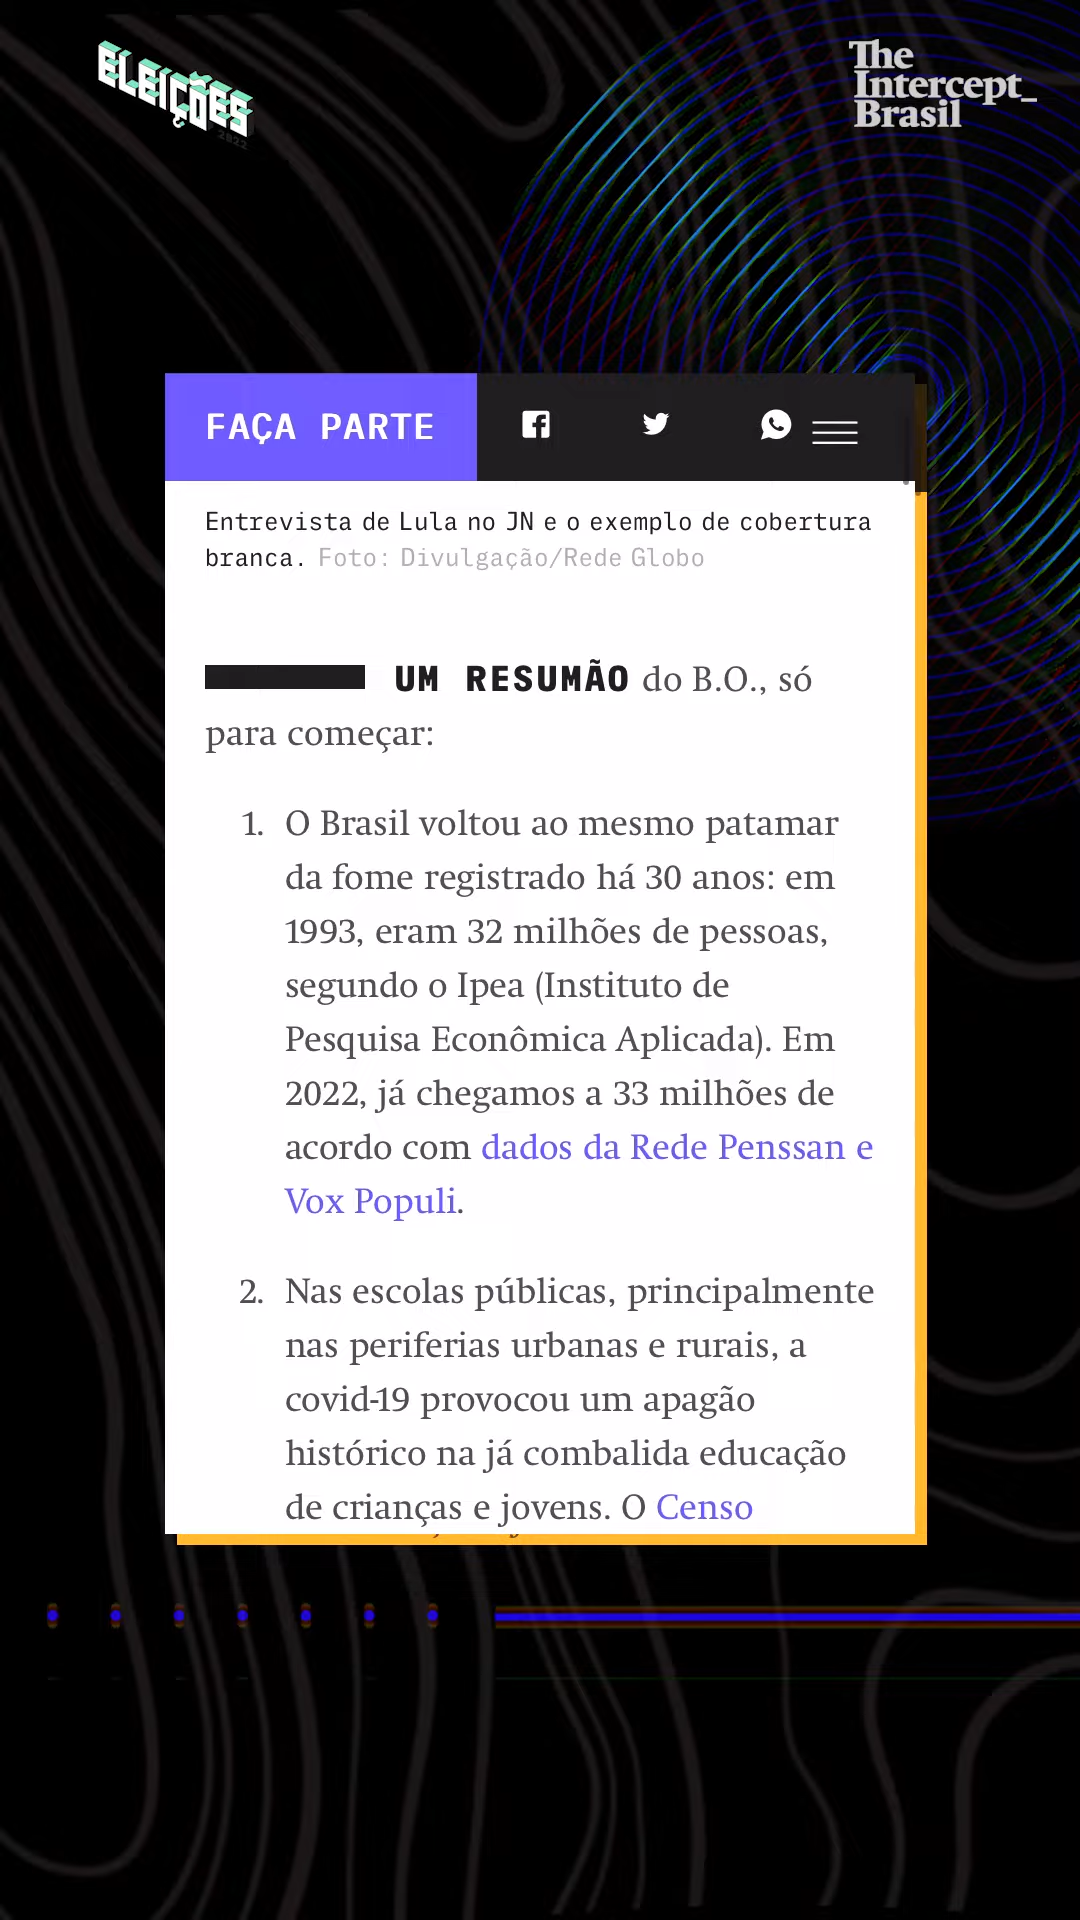 ELEIÇÕES
2022
The
Intercept_
Brasil
FAÇA PARTE
Entrevista de Lula no JN e o exemplo de cobertura
branca. Foto: Divulgação/Rede Globo
UM RESUMÃO do B.O., só
para começar:
1. O Brasil voltou ao mesmo patamar
da fome registrado há 30 anos: em
1993, eram 32 milhões de pessoas,
segundo o Ipea (Instituto de
Pesquisa Econômica Aplicada). Em
2022, já chegamos a 33 milhões de
acordo com dados da Rede Penssan e
Vox Populi.
2. Nas escolas públicas, principalmente
nas periferias urbanas e rurais, a
covid-19 provocou um apagão
histórico na já combalida educação
de crianças e jovens. O Censo